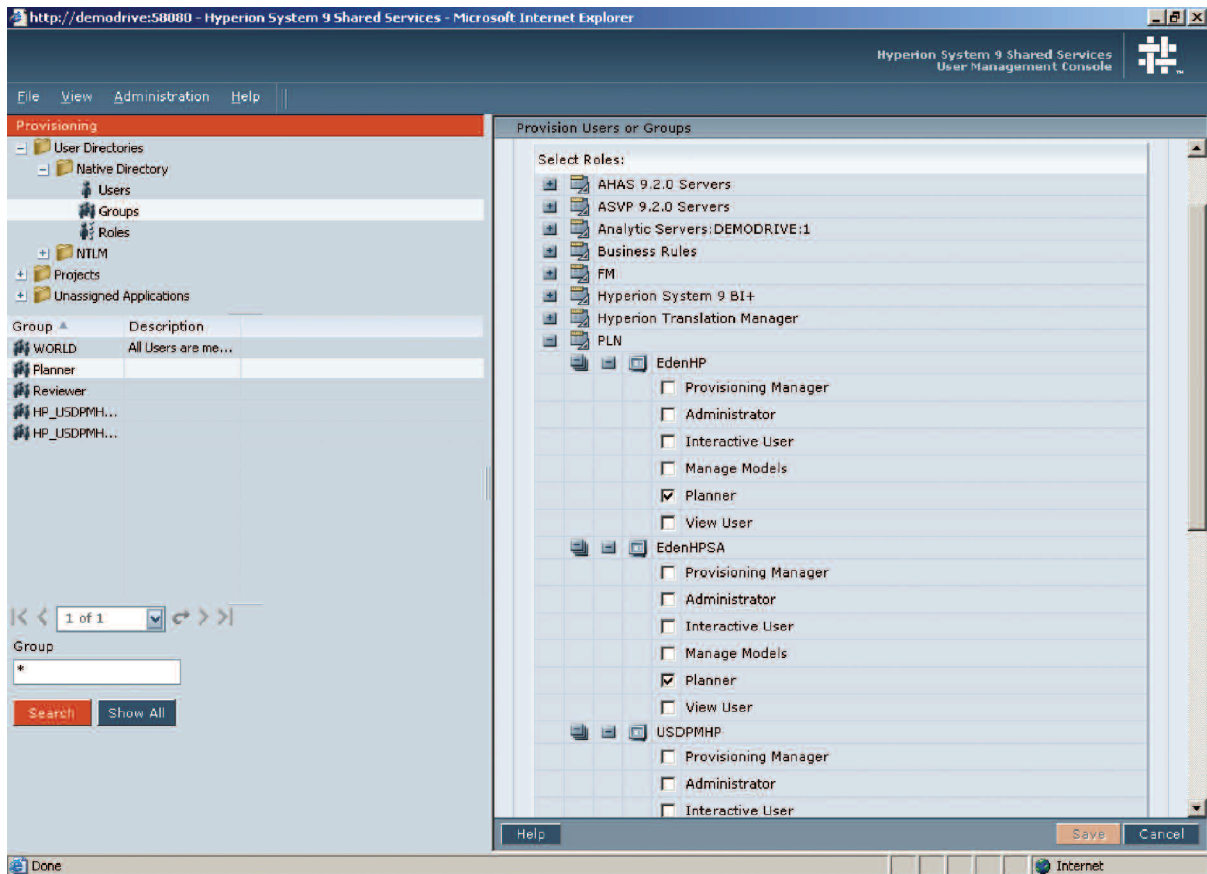 http://demodrive:58080 - Hyperion System 9 Shared Services - Microsoft Internet Explorer
Hyperion System 9 Shared Services
User Management Console
File View Administration Help
Provisioning
User Directories
Native Directory
Users
Groups
Roles
NTLM
Projects
Unassigned Applications
Group Description
WORLD All Users are me...
Planner
Reviewer
HP_USDPMH...
HP_USDPMH...
1 of 1
Group
*
Search Show All
Provision Users or Groups
Select Roles:
AHAS 9.2.0 Servers
ASVP 9.2.0 Servers
Analytic Servers:DEMODRIVE:1
Business Rules
FM
Hyperion System 9 BI+
Hyperion Translation Manager
PLN
EdenHP
Provisioning Manager
Administrator
Interactive User
Manage Models
Planner
View User
EdenHPSA
Provisioning Manager
Administrator
Interactive User
Manage Models
Planner
View User
USDPMHP
Provisioning Manager
Administrator
Interactive User
Help Save Cancel
Done Internet